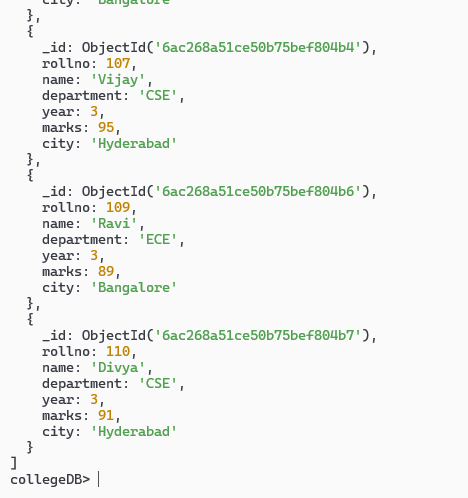 city: 'Bangalore'
},
{
_id: ObjectId('6ac268a51ce50b75bef804b4'),
rollno: 107,
name: 'Vijay',
department: 'CSE',
year: 3,
marks: 95,
city: 'Hyderabad'
},
{
_id: ObjectId('6ac268a51ce50b75bef804b6'),
rollno: 109,
name: 'Ravi',
department: 'ECE',
year: 3,
marks: 89,
city: 'Bangalore'
},
{
_id: ObjectId('6ac268a51ce50b75bef804b7'),
rollno: 110,
name: 'Divya',
department: 'CSE',
year: 3,
marks: 91,
city: 'Hyderabad'
}
]
collegeDB>